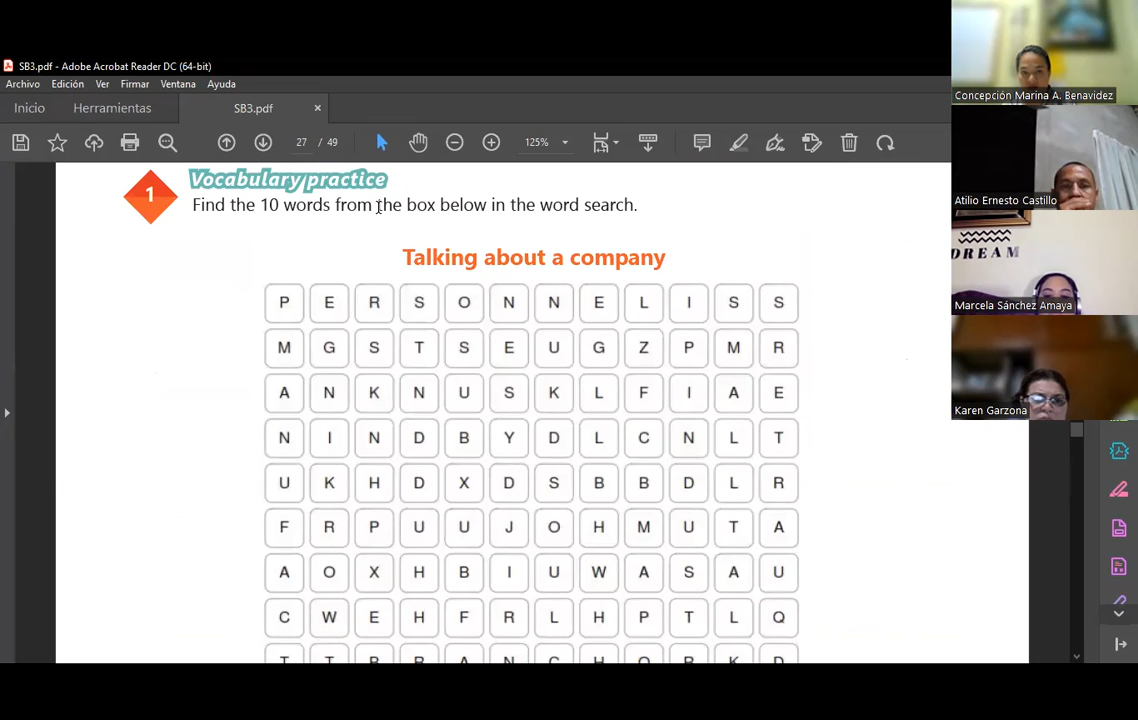 SB3.pdf - Adobe Acrobat Reader DC (64-bit)
Archivo Edición Ver Firmar Ventana Ayuda
Inicio Herramientas SB3.pdf ×
27 / 49 125%
1 Vocabulary practice
Find the 10 words from the box below in the word search.
Talking about a company
P E R S O N N E L I S S
M G S T S E U G Z P M R
A N K N U S K L F I A E
N I N D B Y D L C N L T
U K H D X D S B B D L R
F R P U U J O H M U T A
A O X H B I U W A S A U
C W E H F R L H P T L Q
T T R R A N C H O R K D
Concepción Marina A. Benavidez
Atilio Ernesto Castillo
DREAM
Marcela Sánchez Amaya
Karen Garzona